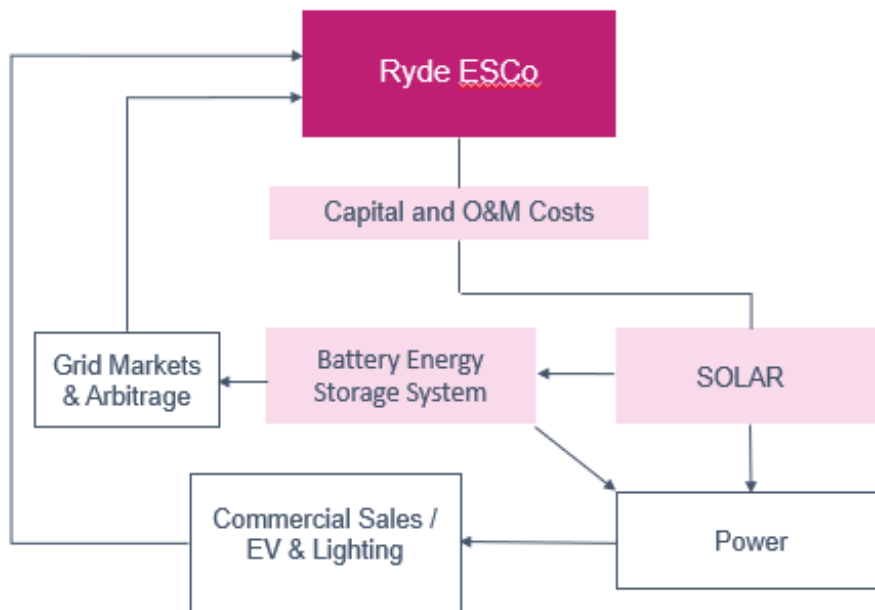 Ryde ESCo
Capital and O&M Costs
Grid Markets
& Arbitrage
Battery Energy
Storage System
SOLAR
Commercial Sales /
EV & Lighting
Power